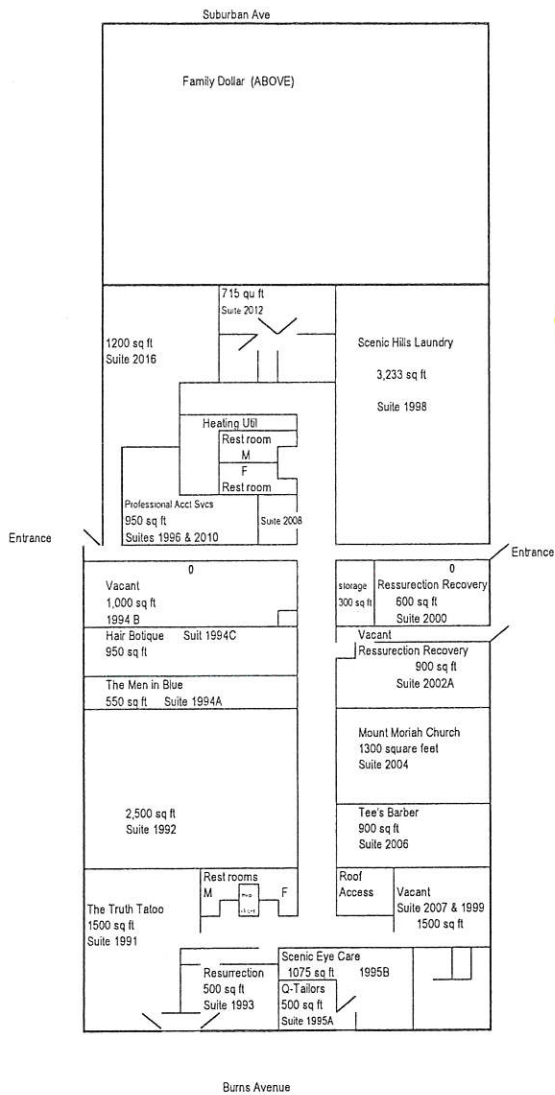 Suburban Ave
Family Dollar (ABOVE)
715 qu ft
Suite 2012
1200 sq ft
Suite 2016
Scenic Hills Laundry
3,233 sq ft
Suite 1998
Heating Util
Rest room
M
F
Rest room
Professional Acct Svcs
950 sq ft
Suites 1996 & 2010
Suite 2008
Entrance
Entrance
0
Vacant
1,000 sq ft
1994 B
storage
300 sq ft
0
Ressurection Recovery
600 sq ft
Suite 2000
Hair Botique Suit 1994C
950 sq ft
Vacant
Ressurection Recovery
900 sq ft
Suite 2002A
The Men in Blue
550 sq ft Suite 1994A
Mount Moriah Church
1300 square feet
Suite 2004
2,500 sq ft
Suite 1992
Tee's Barber
900 sq ft
Suite 2006
Rest rooms
M F
Roof
Access
Vacant
Suite 2007 & 1999
1500 sq ft
The Truth Tatoo
1500 sq ft
Suite 1991
Resurrection
500 sq ft
Suite 1993
Scenic Eye Care
1075 sq ft 1995B
Q-Tailors
500 sq ft
Suite 1995A
Burns Avenue